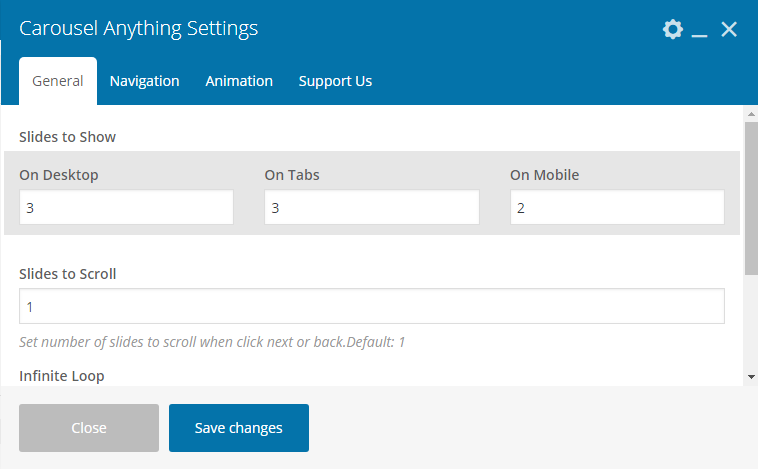 Carousel Anything Settings
General Navigation Animation Support Us
Slides to Show
On Desktop On Tabs On Mobile
3 3 2
Slides to Scroll
1
Set number of slides to scroll when click next or back.Default: 1
Infinite Loop
Close Save changes